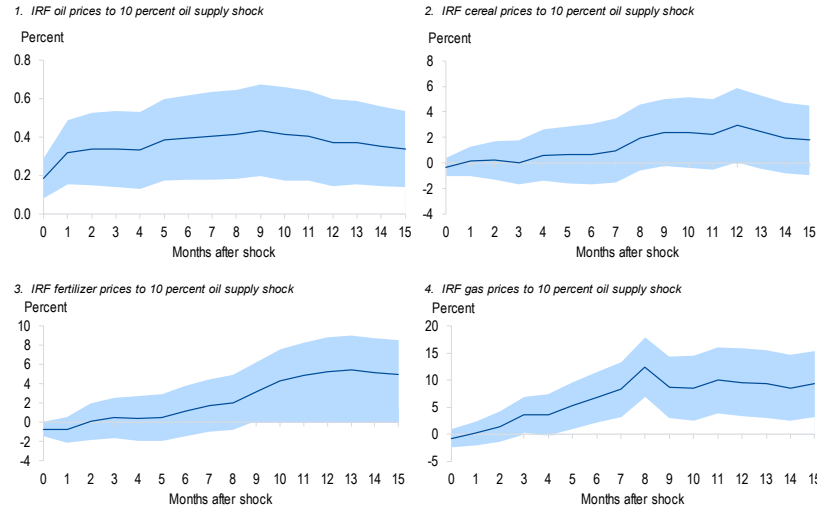 1. IRF oil prices to 10 percent oil supply shock
Percent
0.8
0.6
0.4
0.2
0.0
0 1 2 3 4 5 6 7 8 9 10 11 12 13 14 15
Months after shock
2. IRF cereal prices to 10 percent oil supply shock
Percent
8
6
4
2
0
-2
-4
0 1 2 3 4 5 6 7 8 9 10 11 12 13 14 15
Months after shock
3. IRF fertilizer prices to 10 percent oil supply shock
Percent
10
8
6
4
2
0
-2
-4
0 1 2 3 4 5 6 7 8 9 10 11 12 13 14 15
Months after shock
4. IRF gas prices to 10 percent oil supply shock
Percent
20
15
10
5
0
-5
0 1 2 3 4 5 6 7 8 9 10 11 12 13 14 15
Months after shock